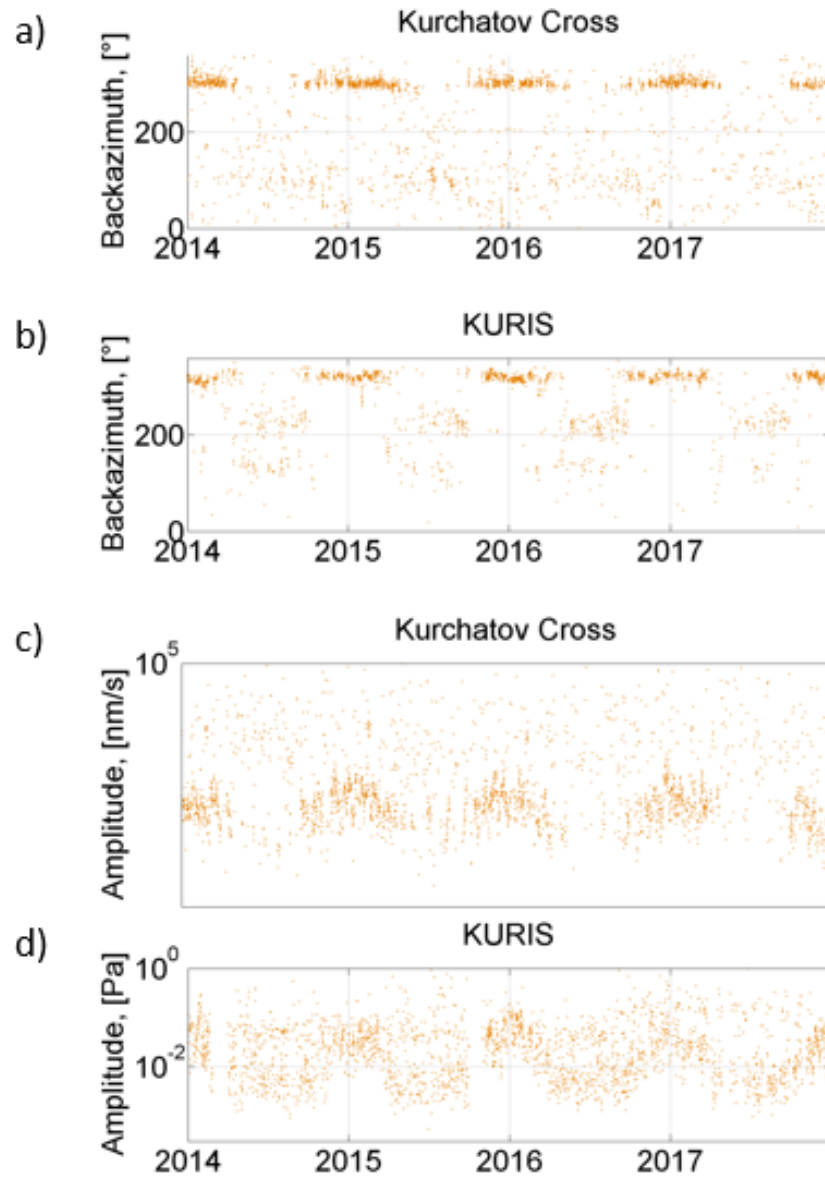 a)
Kurchatov Cross
Backazimuth, [°]
200
0
2014 2015 2016 2017
b)
KURIS
Backazimuth, [°]
200
0
2014 2015 2016 2017
c)
Kurchatov Cross
Amplitude, [nm/s]
10^5
d)
KURIS
Amplitude, [Pa]
10^0
10^-2
2014 2015 2016 2017